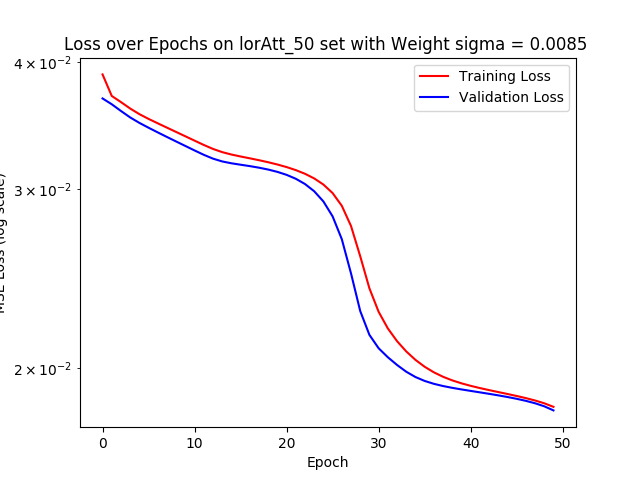 Loss over Epochs on lorAtt_50 set with Weight sigma = 0.0085
Training Loss
Validation Loss
4 × 10⁻²
3 × 10⁻²
2 × 10⁻²
MSE Loss (log scale)
0 10 20 30 40 50
Epoch